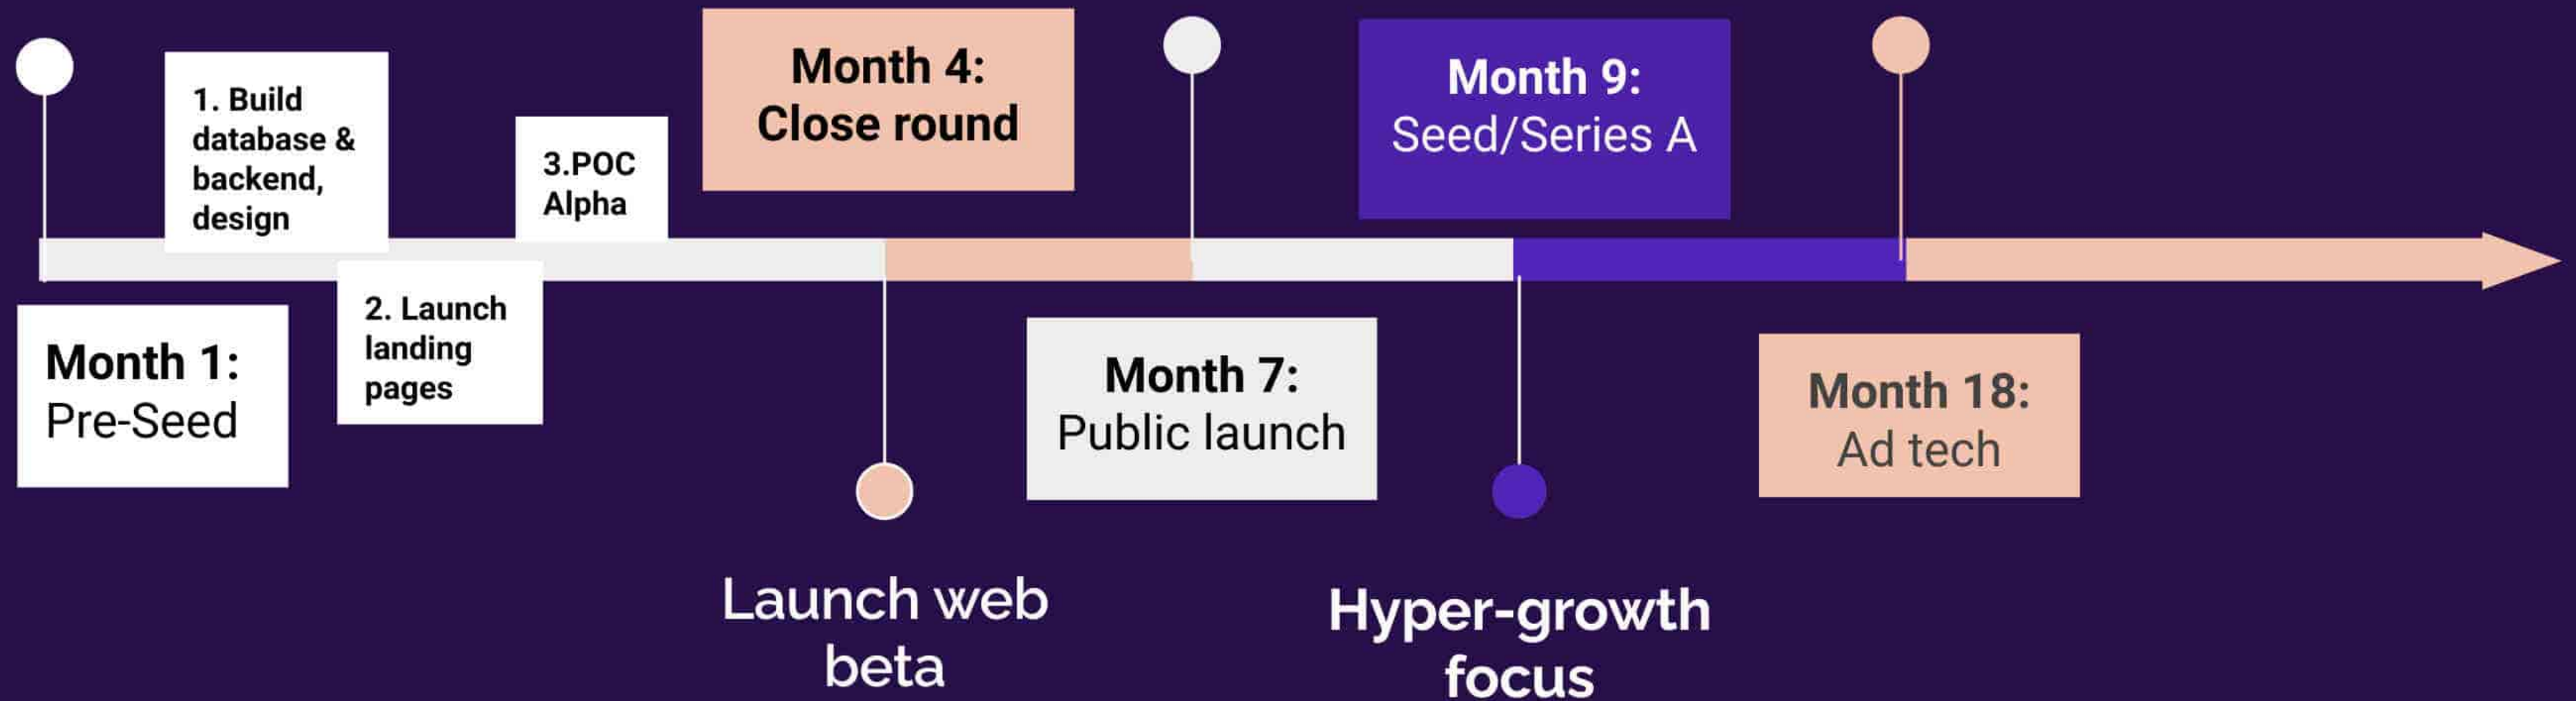 Month 1:
Pre-Seed
1. Build
database &
backend,
design
2. Launch
landing
pages
3.POC
Alpha
Month 4:
Close round
Launch web
beta
Month 7:
Public launch
Month 9:
Seed/Series A
Hyper-growth
focus
Month 18:
Ad tech